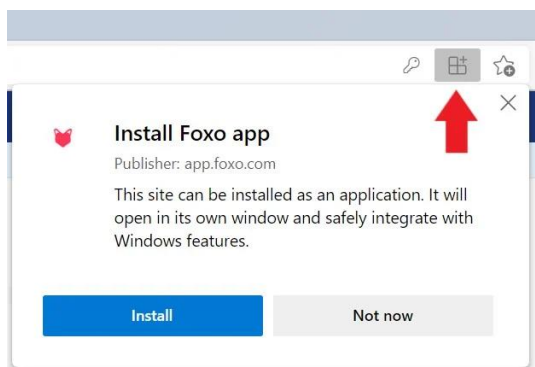 Install Foxo app
Publisher: app.foxo.com
This site can be installed as an application. It will
open in its own window and safely integrate with
Windows features.
Install
Not now